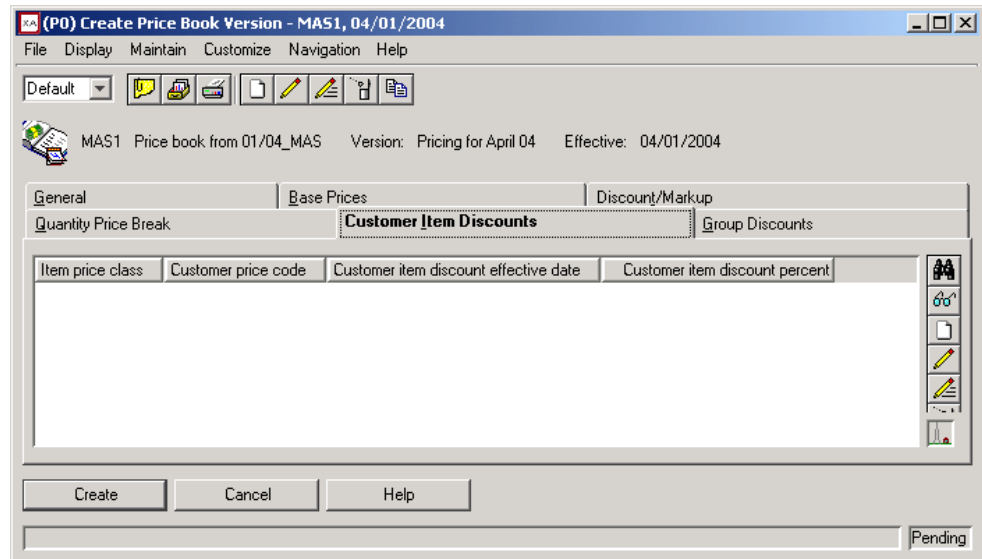 XA (P0) Create Price Book Version - MAS1, 04/01/2004
File Display Maintain Customize Navigation Help
Default
MAS1 Price book from 01/04_MAS Version: Pricing for April 04 Effective: 04/01/2004
General Base Prices Discount/Markup
Quantity Price Break Customer Item Discounts Group Discounts
Item price class Customer price code Customer item discount effective date Customer item discount percent
Create Cancel Help
Pending